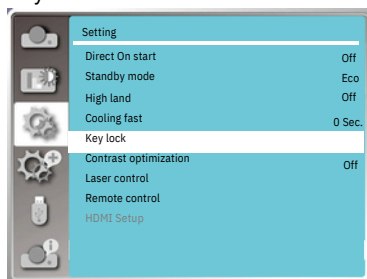 Setting
Direct On start Off
Standby mode Eco
High land Off
Cooling fast 0 Sec.
Key lock
Contrast optimization Off
Laser control
Remote control
HDMI Setup